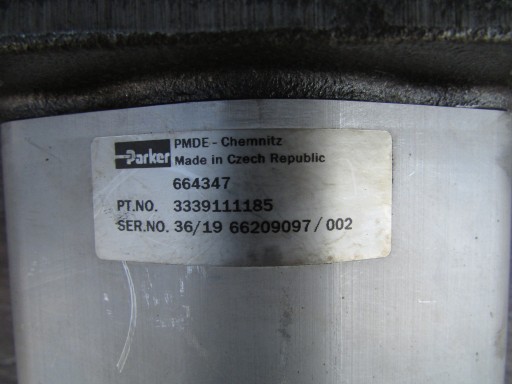 PMDE - Chemnitz
Parker Made in Czech Republic
664347
PT.NO. 3339111185
SER.NO. 36/19 66209097/002